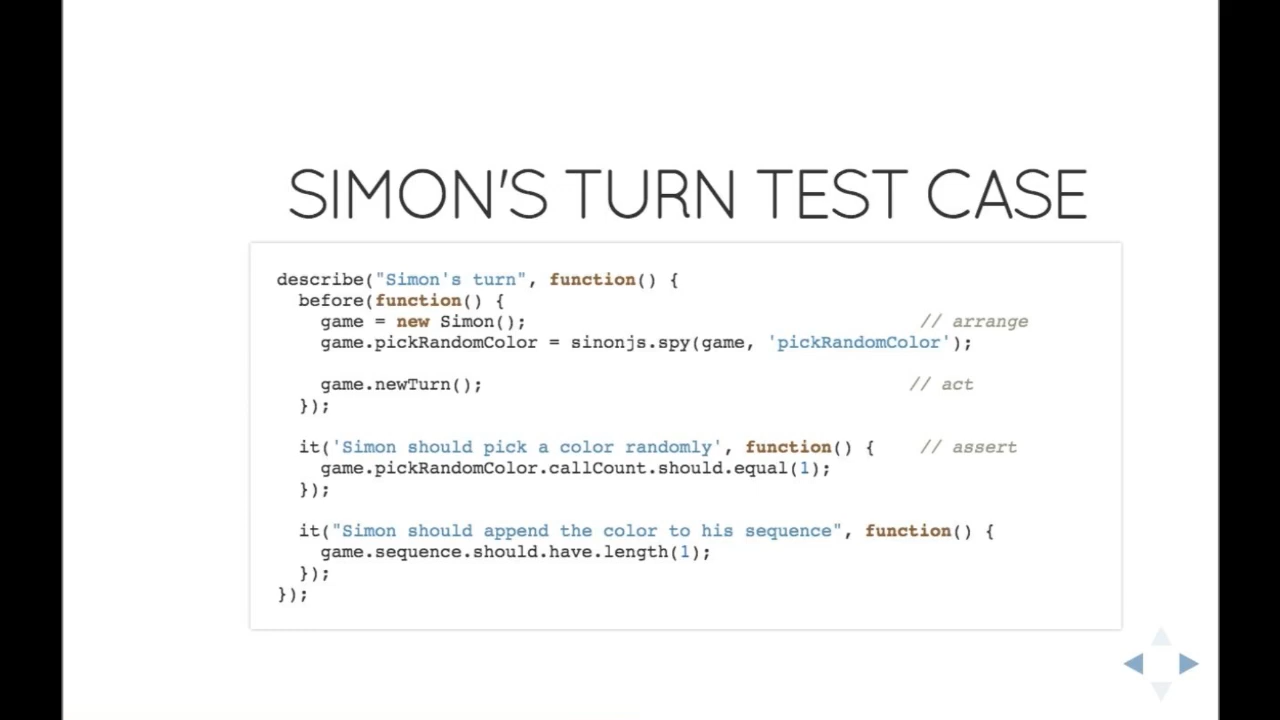 SIMON'S TURN TEST CASE
describe("Simon's turn", function() {
before(function() {
game = new Simon(); // arrange
game.pickRandomColor = sinonjs.spy(game, 'pickRandomColor');
game.newTurn(); // act
});
it('Simon should pick a color randomly', function() { // assert
game.pickRandomColor.callCount.should.equal(1);
});
it("Simon should append the color to his sequence", function() {
game.sequence.should.have.length(1);
});
});